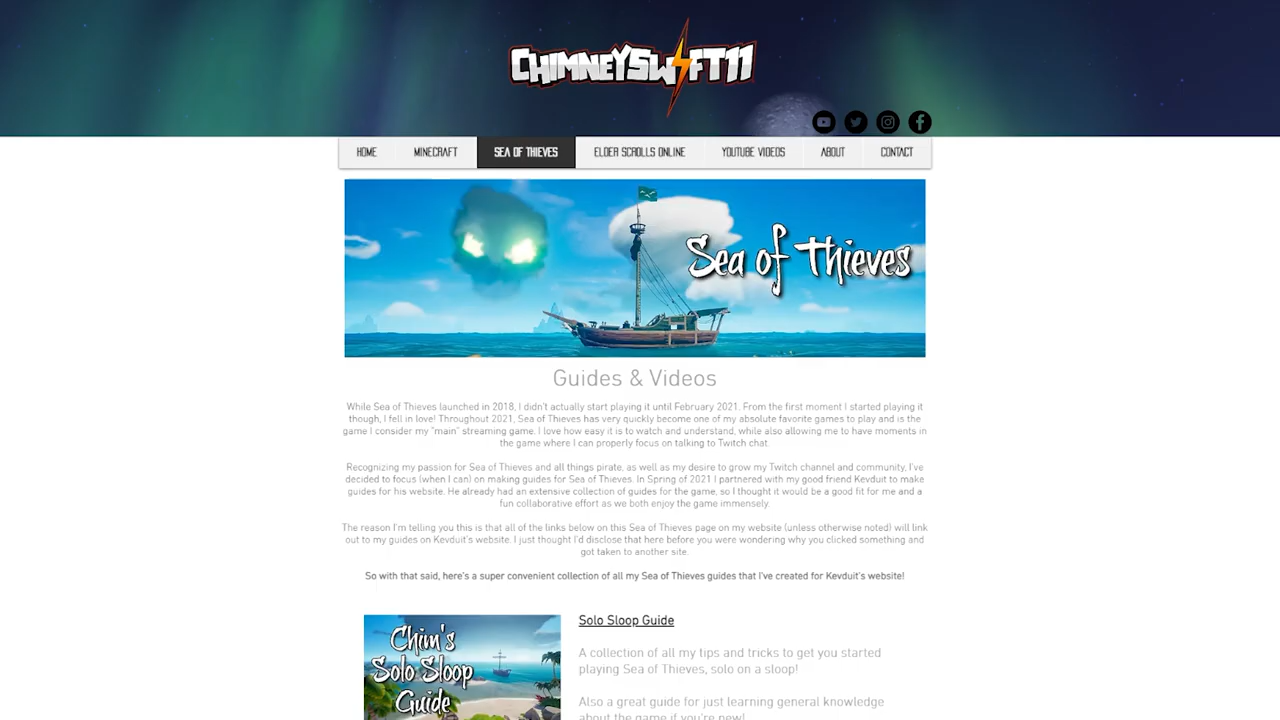 CHIMNEYSWIFT11
HOME MINECRAFT SEA OF THIEVES ELDER SCROLLS ONLINE YOUTUBE VIDEOS ABOUT CONTACT
Sea of Thieves
Guides & Videos
While Sea of Thieves launched in 2018, I didn't actually start playing it until February 2021. From the first moment I started playing it
though, I fell in love! Throughout 2021, Sea of Thieves has very quickly become one of my absolute favorite games to play and is the
game I consider my "main" streaming game. I love how easy it is to watch and understand, while also allowing me to have moments in
the game where I can properly focus on talking to Twitch chat.
Recognizing my passion for Sea of Thieves and all things pirate, as well as my desire to grow my Twitch channel and community, I've
decided to focus (when I can) on making guides for Sea of Thieves. In Spring of 2021 I partnered with my good friend Kevduit to make
guides for his website. He already had an extensive collection of guides for the game, so I thought it would be a good fit for me and a
fun collaborative effort as we both enjoy the game immensely.
The reason I'm telling you this is that all of the links below on this Sea of Thieves page on my website (unless otherwise noted) will link
out to my guides on Kevduit's website. I just thought I'd disclose that here before you were wondering why you clicked something and
got taken to another site.
So with that said, here's a super convenient collection of all my Sea of Thieves guides that I've created for Kevduit's website!
Chim's
Solo Sloop
Guide
Solo Sloop Guide
A collection of all my tips and tricks to get you started
playing Sea of Thieves, solo on a sloop!
Also a great guide for just learning general knowledge
about the game if you're new!